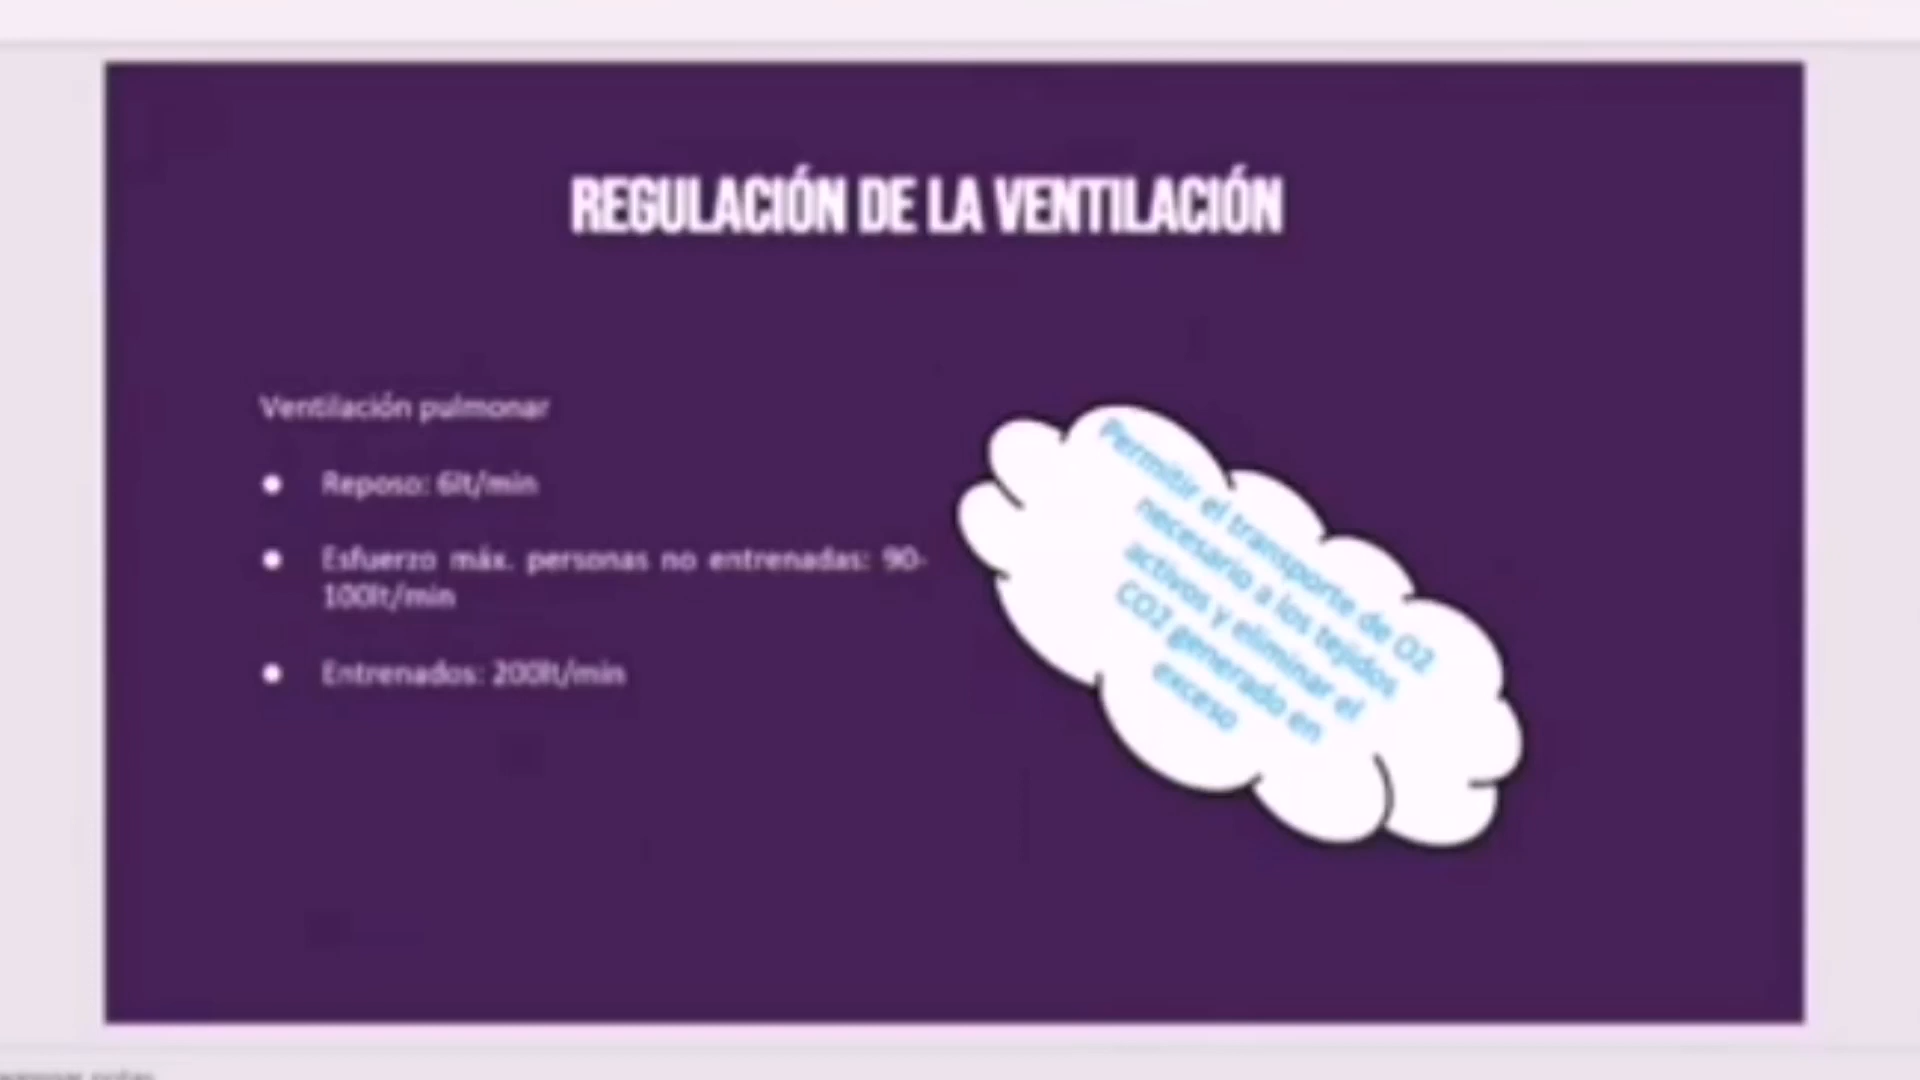 REGULACIÓN DE LA VENTILACIÓN
Ventilación pulmonar
Reposo: 6lt/min
Esfuerzo máx. personas no entrenadas: 90-
100lt/min
Entrenados: 200lt/min
Permitir el transporte de O2
necesario a los tejidos
activos y eliminar el
CO2 generado en
exceso